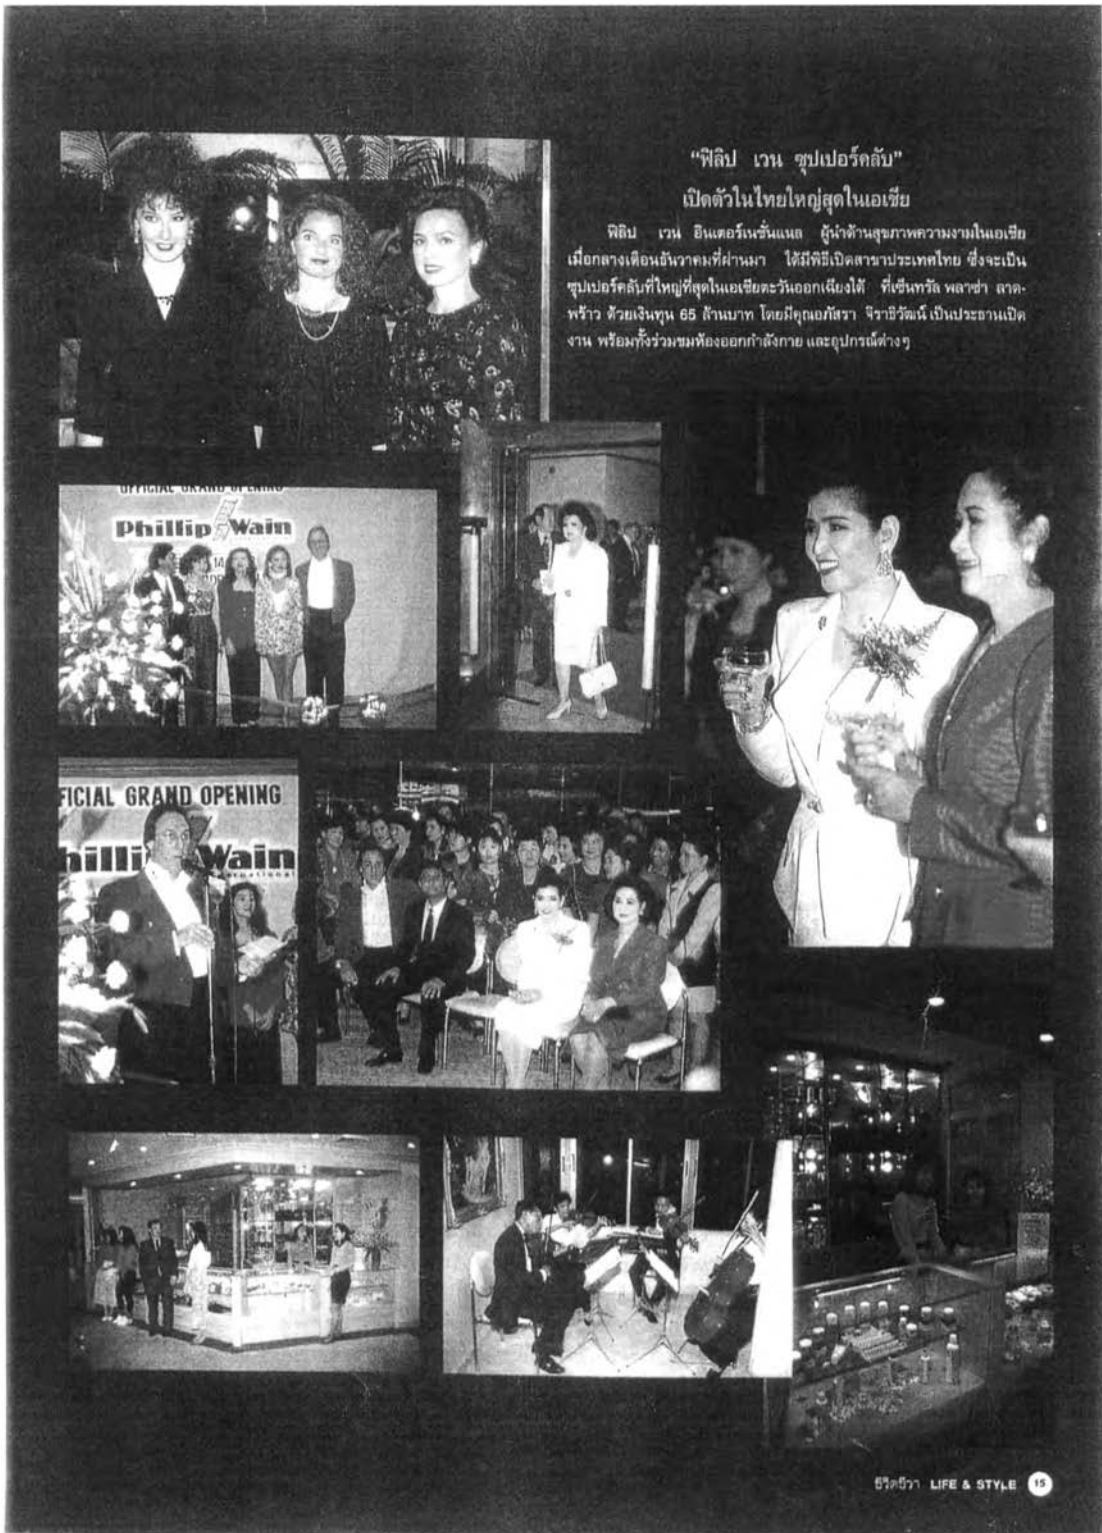 “ฟิลิป เวน ซุปเปอร์คลับ”
เปิดตัวในไทยใหญ่สุดในเอเชีย
ฟิลิป เวน อินเตอร์เนชั่นแนล ผู้นำด้านสุขภาพความงามในเอเชีย
เมื่อกลางเดือนธันวาคมที่ผ่านมา ได้มีพิธีเปิดสาขาประเทศไทย ซึ่งจะเป็น
ซุปเปอร์คลับที่ใหญ่ที่สุดในเอเชียตะวันออกเฉียงใต้ ที่เซ็นทรัล พลาซ่า ลาด-
พร้าว ด้วยเงินทุน 65 ล้านบาท โดยมีคุณอภัสรา จิราธิวัฒน์ เป็นประธานเปิด
งาน พร้อมทั้งร่วมชมห้องออกกำลังกาย และอุปกรณ์ต่างๆ
OFFICIAL GRAND OPENING
Phillip Wain
14
FICIAL GRAND OPENING
hilli Wain
ernational
ชีวิตชีวา LIFE & STYLE 15